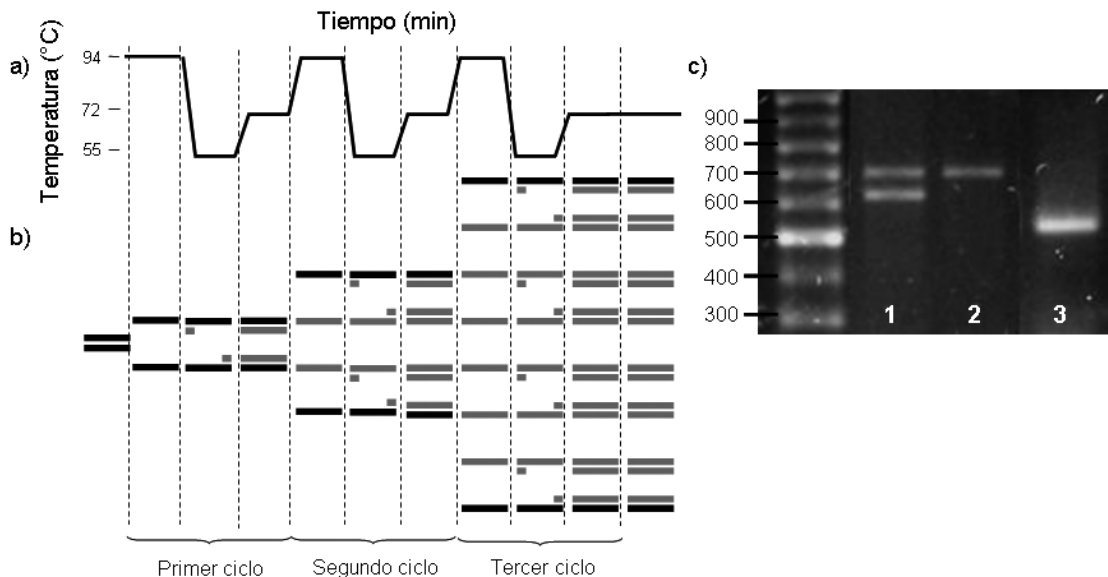 Tiempo (min)
a)
Temperatura (°C)
94
72
55
b)
Primer ciclo
Segundo ciclo
Tercer ciclo
c)
900
800
700
600
500
400
300
1 2 3